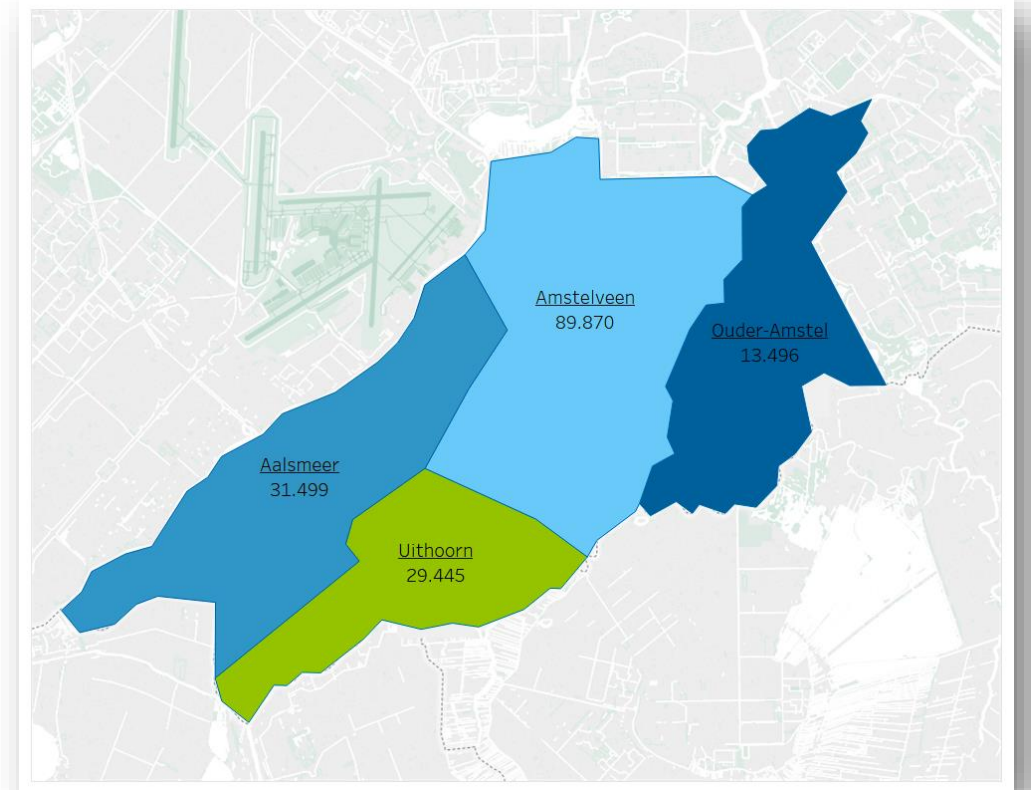 Amstelveen
89.870
Ouder-Amstel
13.496
Aalsmeer
31.499
Uithoorn
29.445